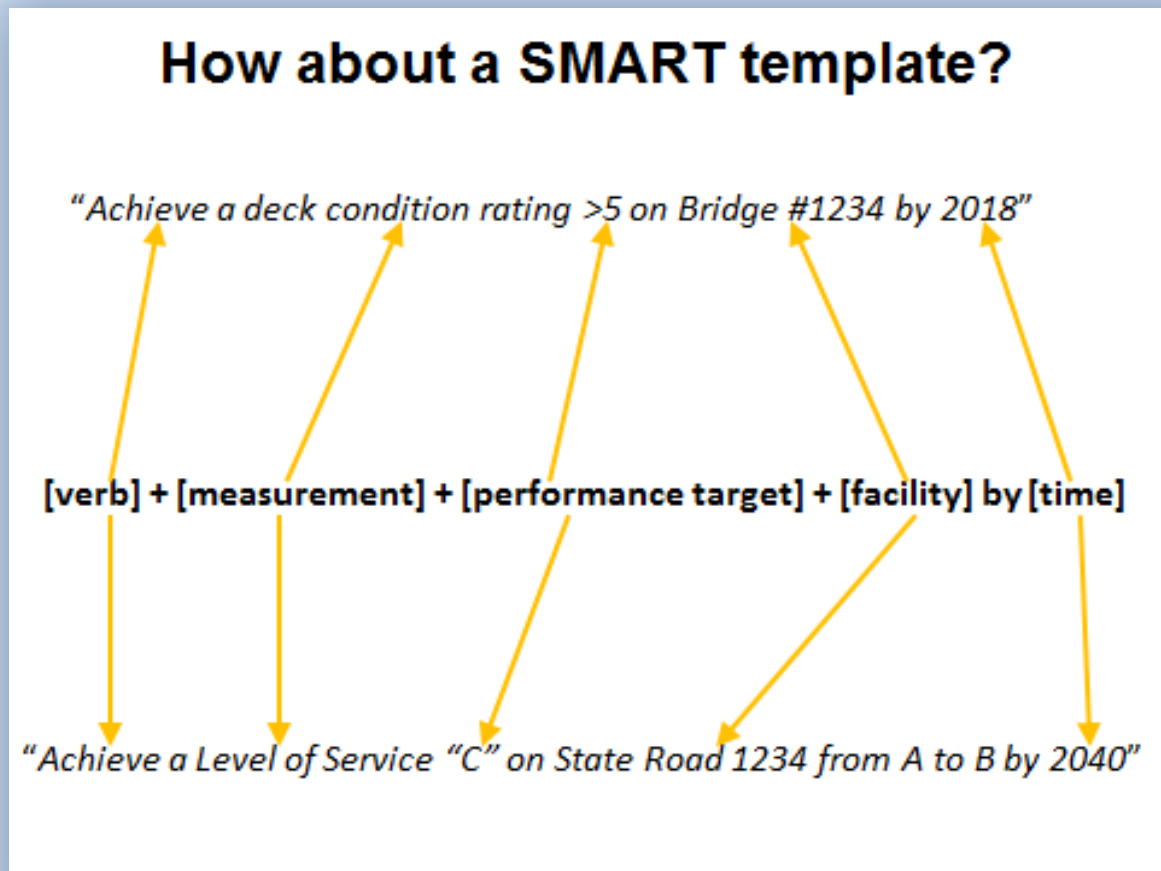 How about a SMART template?
“Achieve a deck condition rating >5 on Bridge #1234 by 2018”
[verb] + [measurement] + [performance target] + [facility] by [time]
“Achieve a Level of Service “C” on State Road 1234 from A to B by 2040”